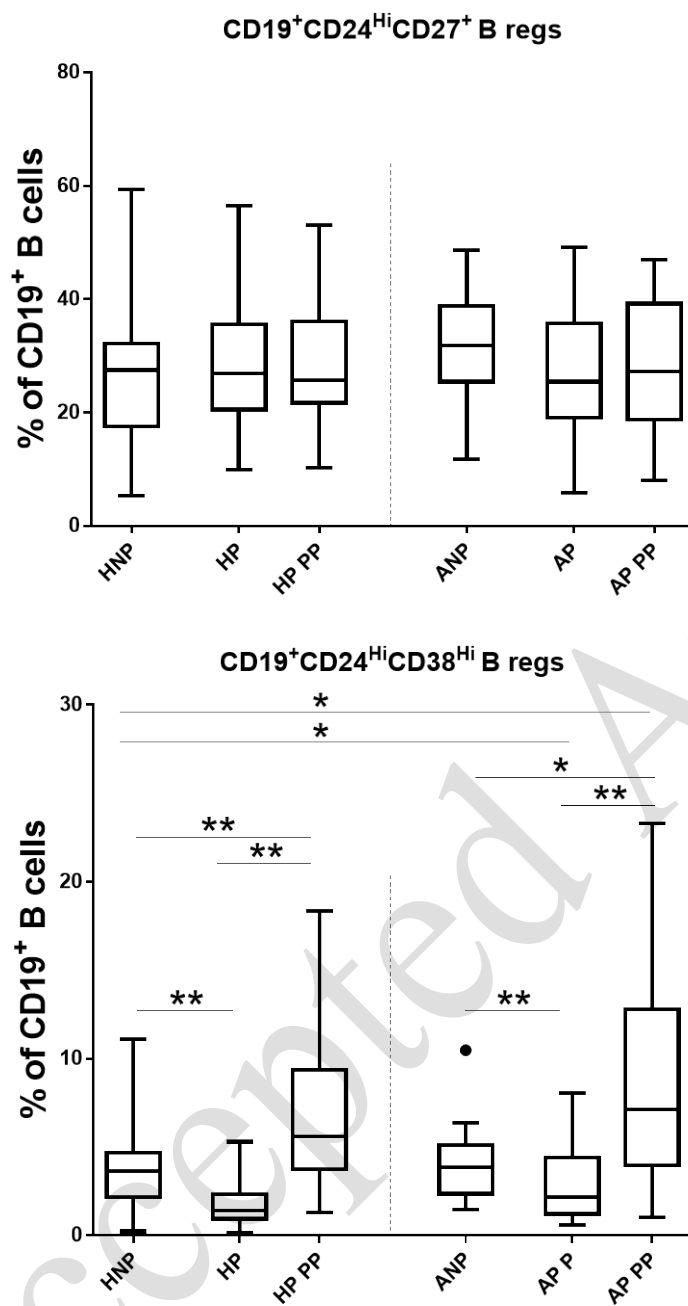 CD19⁺CD24ᴴⁱCD27⁺ B regs
% of CD19⁺ B cells
80
60
40
20
0
HNP
HP
HP PP
ANP
AP
AP PP
CD19⁺CD24ᴴⁱCD38ᴴⁱ B regs
% of CD19⁺ B cells
30
20
10
0
*
*
*
**
**
**
**
**
HNP
HP
HP PP
ANP
AP P
AP PP
ccepted A